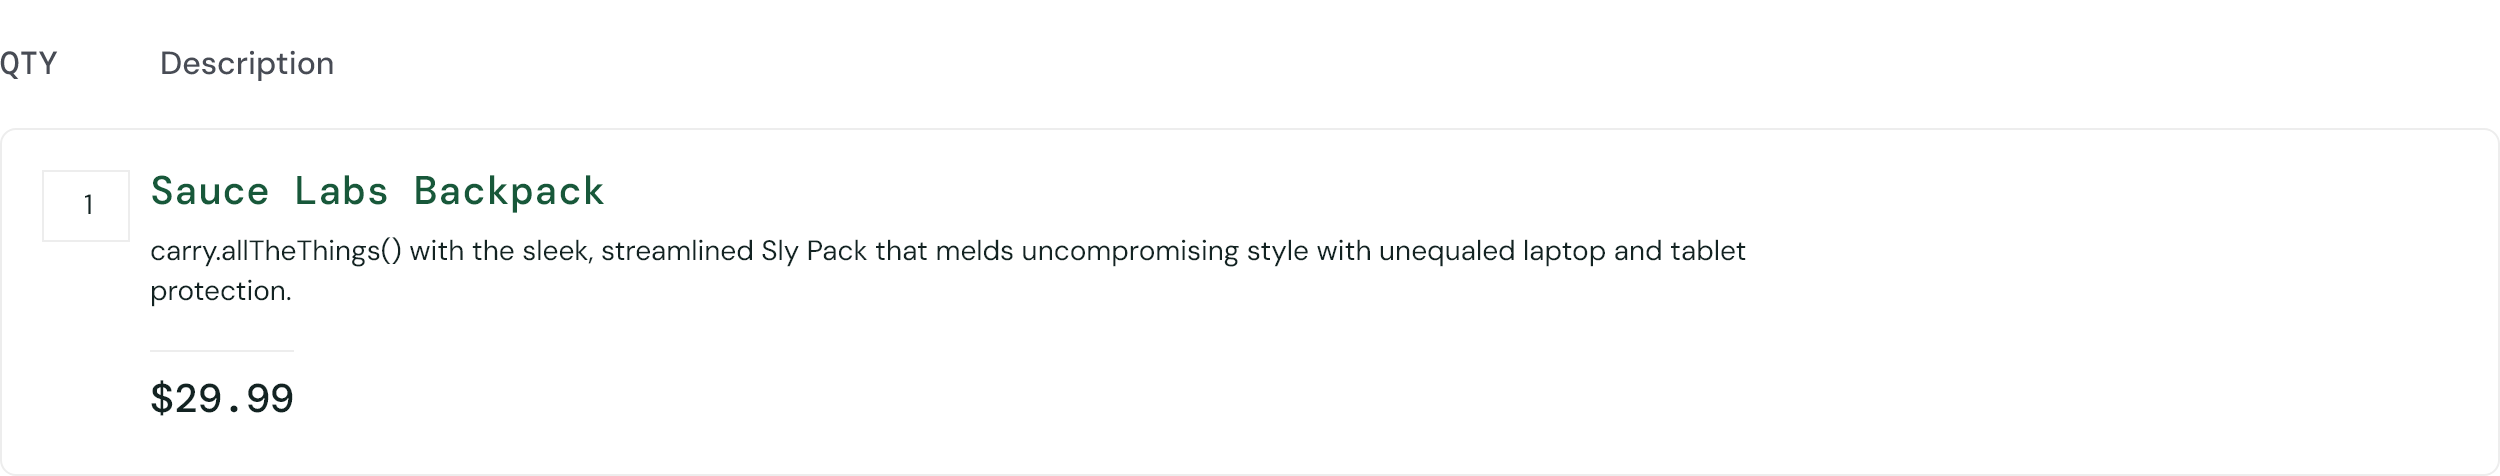 QTY Description
1 Sauce Labs Backpack
carry.allTheThings() with the sleek, streamlined Sly Pack that melds uncompromising style with unequaled laptop and tablet
protection.
$29.99